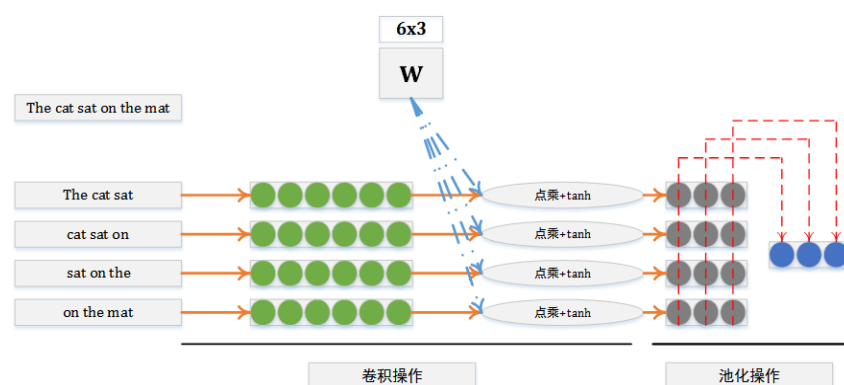 6x3
W
The cat sat on the mat
The cat sat
点乘+tanh
cat sat on
点乘+tanh
sat on the
点乘+tanh
on the mat
点乘+tanh
卷积操作
池化操作